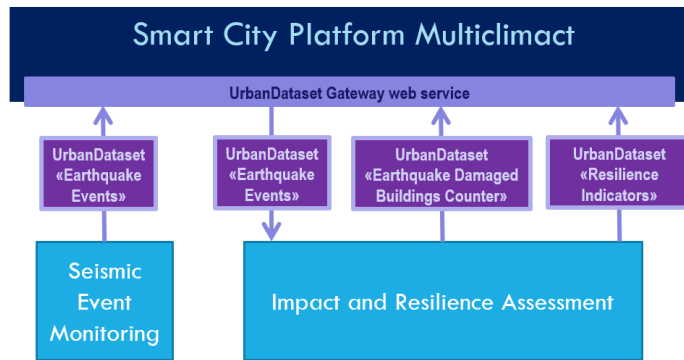 Smart City Platform Multiclimact
UrbanDataset Gateway web service
UrbanDataset
«Earthquake
Events»
UrbanDataset
«Earthquake
Events»
UrbanDataset
«Earthquake Damaged
Buildings Counter»
UrbanDataset
«Resilience
Indicators»
Seismic
Event
Monitoring
Impact and Resilience Assessment